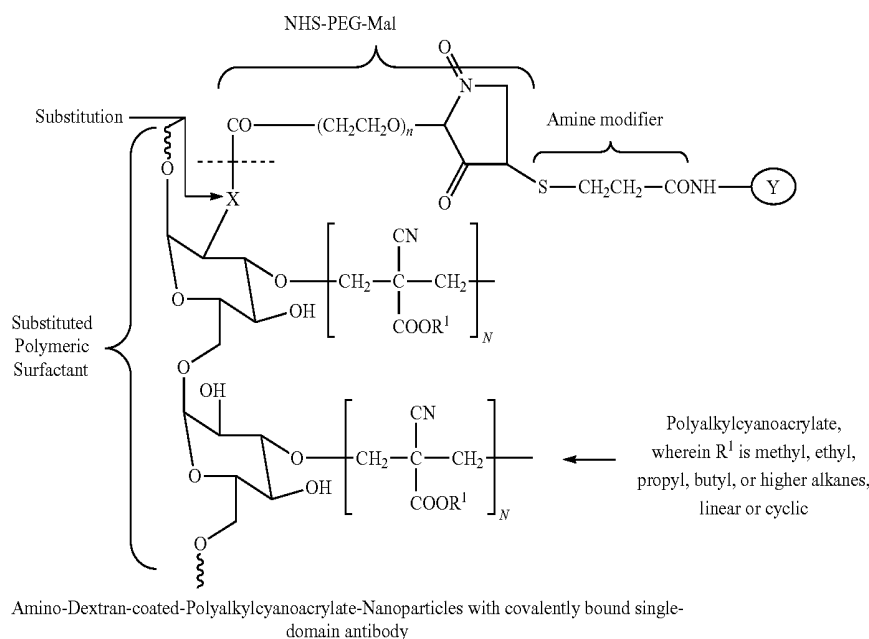 NHS-PEG-Mal
O
N
Substitution
CO
(CH₂CH₂O)ₙ
Amine modifier
O
X
O
S
CH₂CH₂
CONH
Y
CN
O
O
CH₂
C
CH₂
OH
COOR¹
N
Substituted
Polymeric
Surfactant
O
OH
CN
O
O
CH₂
C
CH₂
OH
COOR¹
N
Polyalkylcyanoacrylate,
wherein R¹ is methyl, ethyl,
propyl, butyl, or higher alkanes,
linear or cyclic
O
Amino-Dextran-coated-Polyalkylcyanoacrylate-Nanoparticles with covalently bound single-
domain antibody